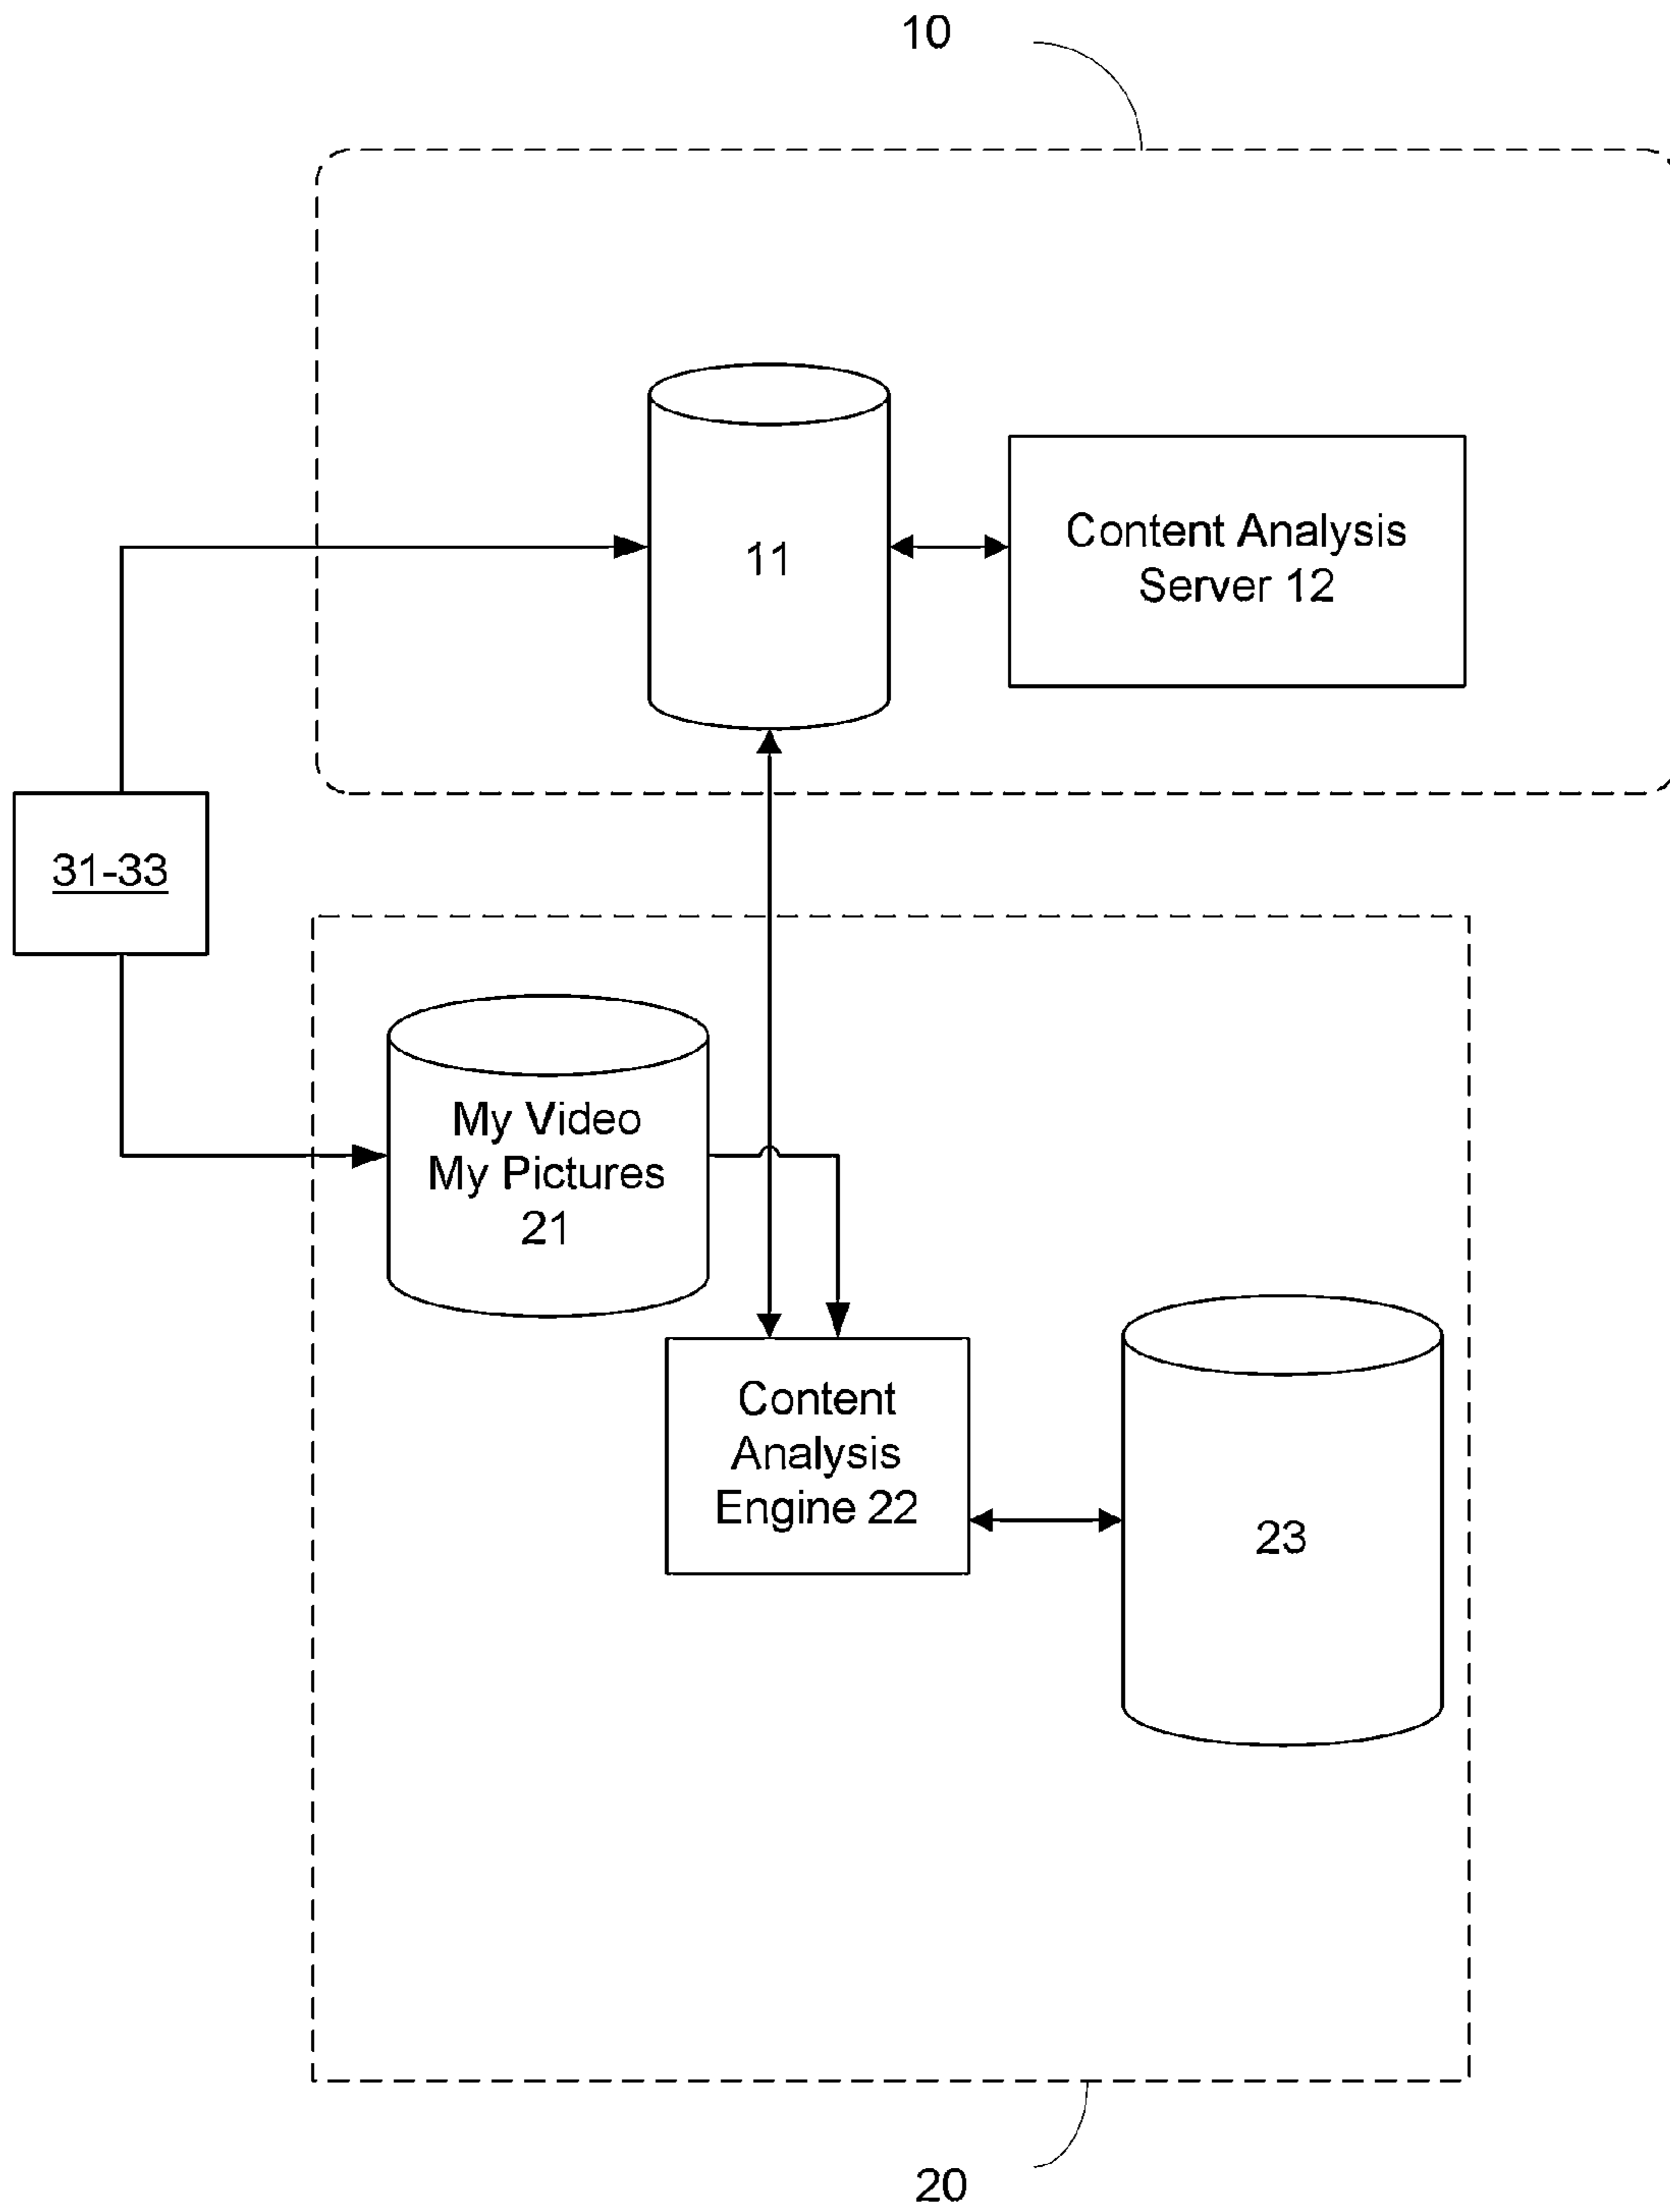 10
11
Content Analysis
Server 12
31-33
My Video
My Pictures
21
Content
Analysis
Engine 22
23
20